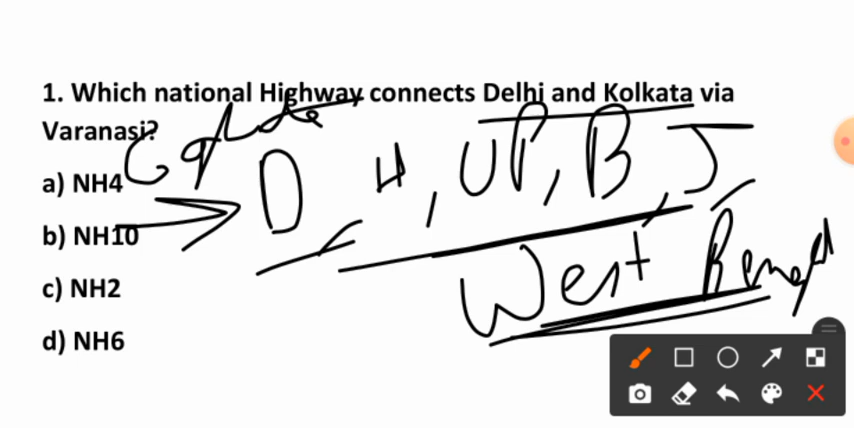 1. Which national Highway connects Delhi and Kolkata via
Varanasi?
a) NH4
D, H, UP, B, J
b) NH10
West Bengal
c) NH2
d) NH6